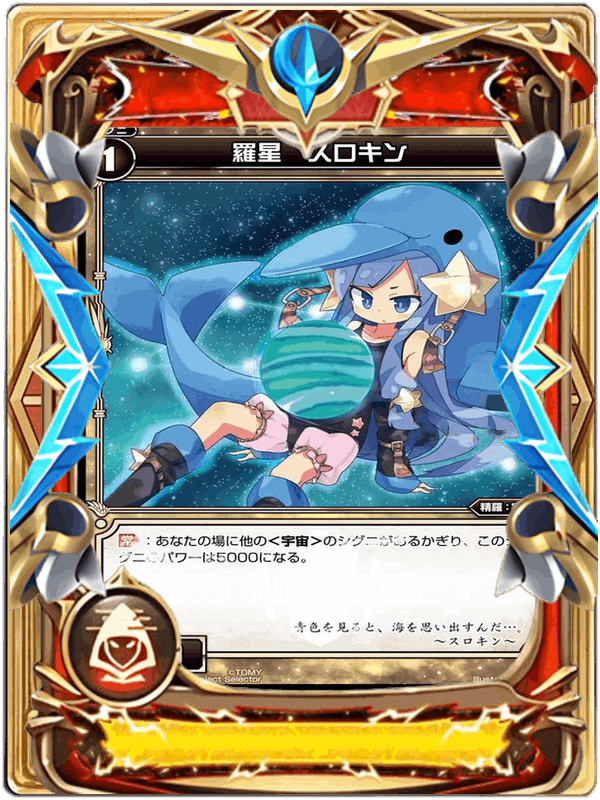 1
羅星 スロキン
精羅:
:あなたの場に他の<宇宙>のシグニがあるかぎり、この
グニのパワーは5000になる。
青色を見ると、海を思い出すんだ…。
~スロキン~
©TOMY
Selector